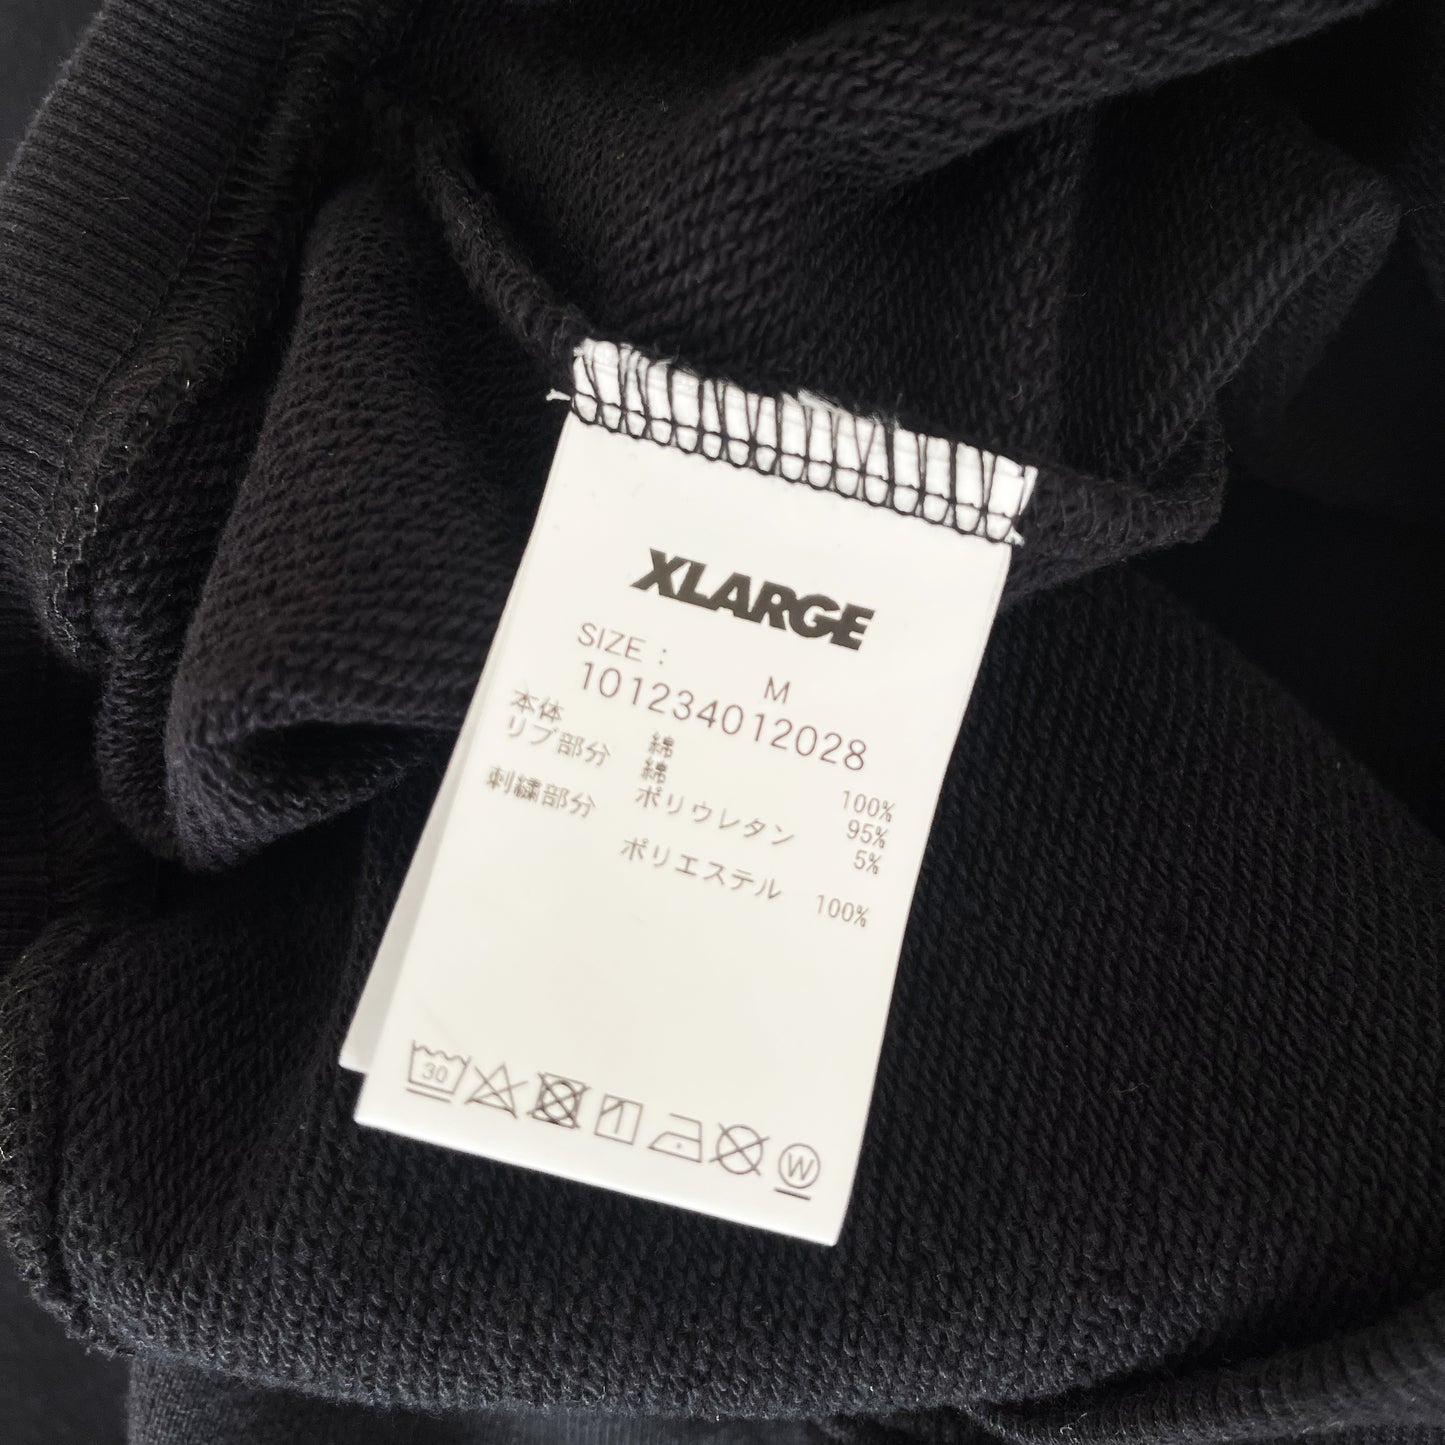 XLARGE
SIZE : M
101234012028
本体 綿 100%
リブ部分 綿 95%
ポリウレタン 5%
刺繍部分
ポリエステル 100%
30
W